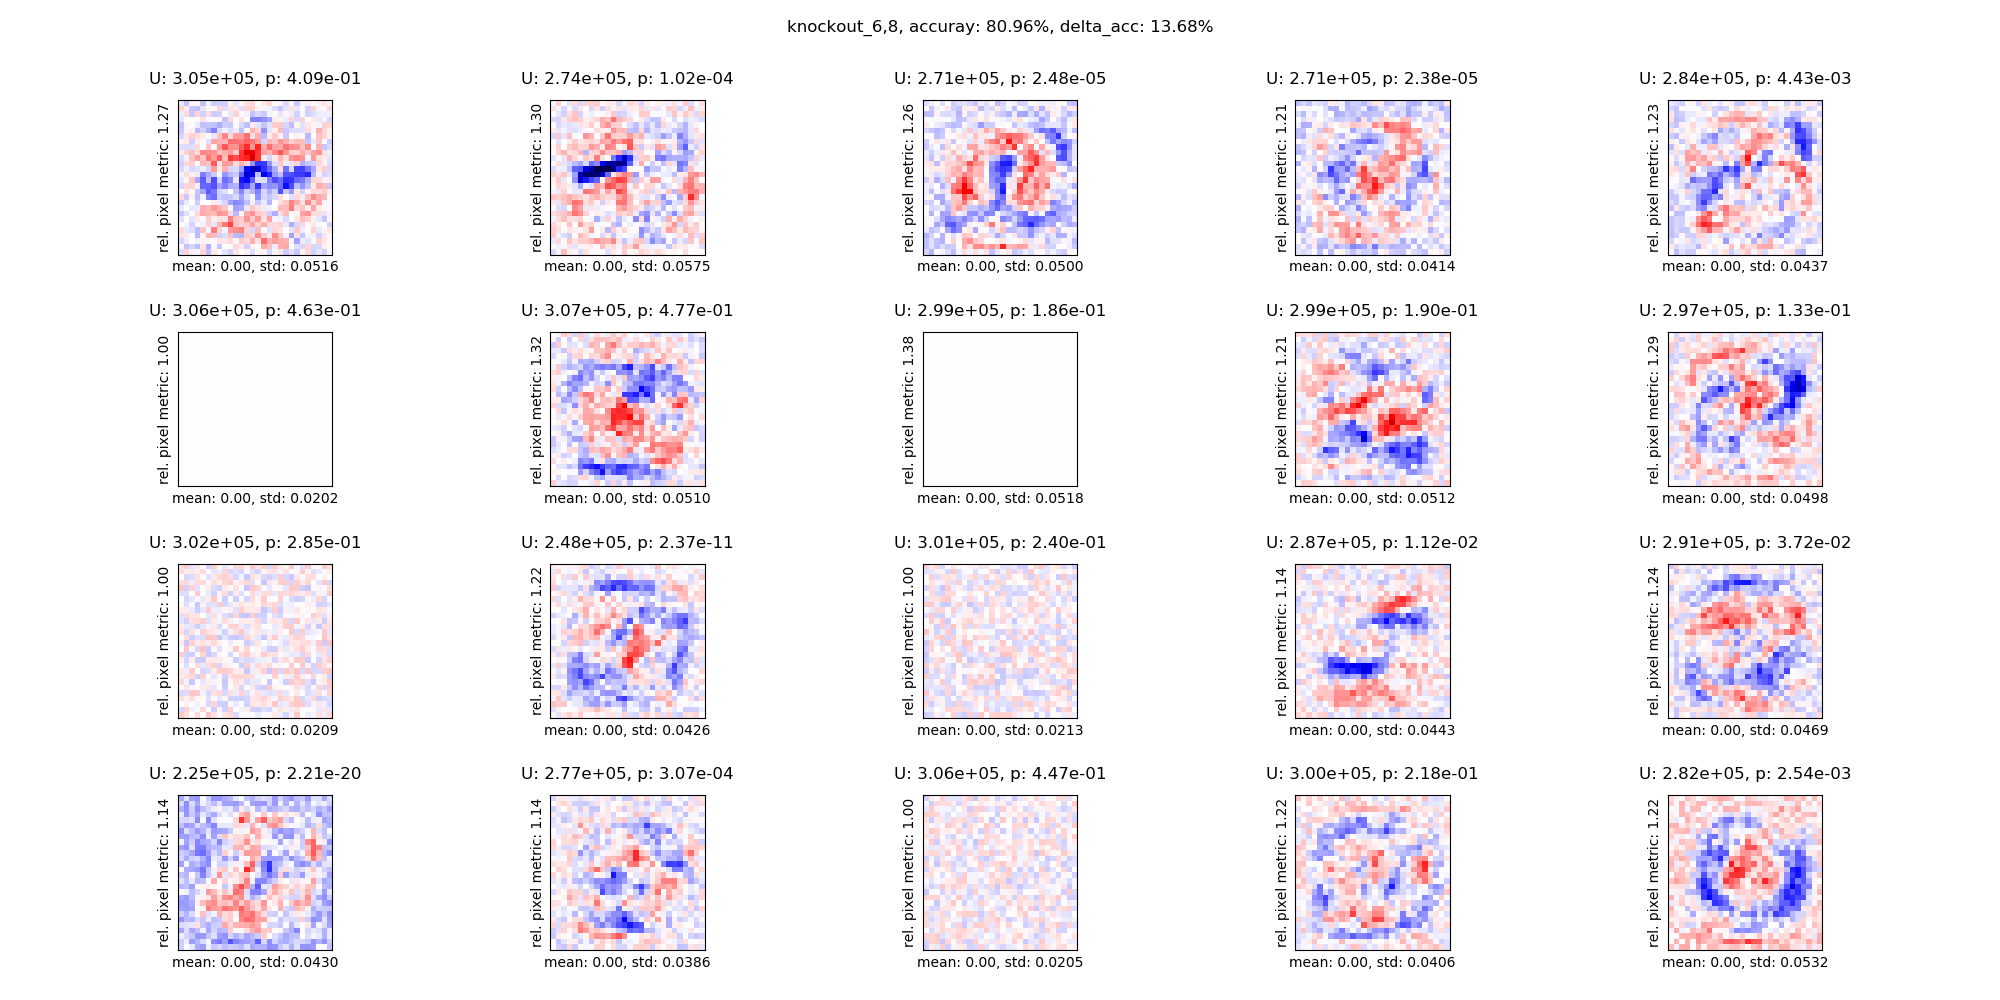 knockout_6,8, accuray: 80.96%, delta_acc: 13.68%
U: 3.05e+05, p: 4.09e-01
rel. pixel metric: 1.27
mean: 0.00, std: 0.0516
U: 2.74e+05, p: 1.02e-04
rel. pixel metric: 1.30
mean: 0.00, std: 0.0575
U: 2.71e+05, p: 2.48e-05
rel. pixel metric: 1.26
mean: 0.00, std: 0.0500
U: 2.71e+05, p: 2.38e-05
rel. pixel metric: 1.21
mean: 0.00, std: 0.0414
U: 2.84e+05, p: 4.43e-03
rel. pixel metric: 1.23
mean: 0.00, std: 0.0437
U: 3.06e+05, p: 4.63e-01
rel. pixel metric: 1.00
mean: 0.00, std: 0.0202
U: 3.07e+05, p: 4.77e-01
rel. pixel metric: 1.32
mean: 0.00, std: 0.0510
U: 2.99e+05, p: 1.86e-01
rel. pixel metric: 1.38
mean: 0.00, std: 0.0518
U: 2.99e+05, p: 1.90e-01
rel. pixel metric: 1.21
mean: 0.00, std: 0.0512
U: 2.97e+05, p: 1.33e-01
rel. pixel metric: 1.29
mean: 0.00, std: 0.0498
U: 3.02e+05, p: 2.85e-01
rel. pixel metric: 1.00
mean: 0.00, std: 0.0209
U: 2.48e+05, p: 2.37e-11
rel. pixel metric: 1.22
mean: 0.00, std: 0.0426
U: 3.01e+05, p: 2.40e-01
rel. pixel metric: 1.00
mean: 0.00, std: 0.0213
U: 2.87e+05, p: 1.12e-02
rel. pixel metric: 1.14
mean: 0.00, std: 0.0443
U: 2.91e+05, p: 3.72e-02
rel. pixel metric: 1.24
mean: 0.00, std: 0.0469
U: 2.25e+05, p: 2.21e-20
rel. pixel metric: 1.14
mean: 0.00, std: 0.0430
U: 2.77e+05, p: 3.07e-04
rel. pixel metric: 1.14
mean: 0.00, std: 0.0386
U: 3.06e+05, p: 4.47e-01
rel. pixel metric: 1.00
mean: 0.00, std: 0.0205
U: 3.00e+05, p: 2.18e-01
rel. pixel metric: 1.22
mean: 0.00, std: 0.0406
U: 2.82e+05, p: 2.54e-03
rel. pixel metric: 1.22
mean: 0.00, std: 0.0532